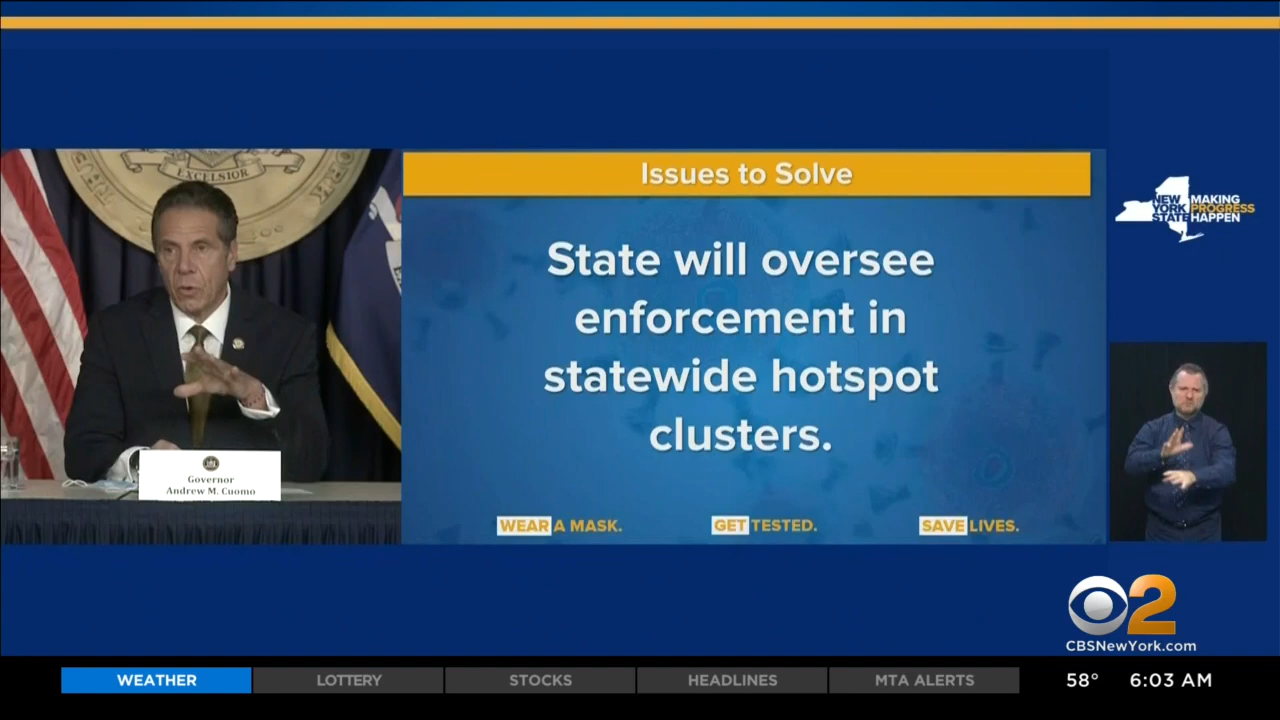 EXCELSIOR
Issues to Solve
State will oversee
enforcement in
statewide hotspot
clusters.
WEAR A MASK.
GET TESTED.
SAVE LIVES.
NEW
YORK
STATE
MAKING
PROGRESS
HAPPEN
Governor
Andrew M. Cuomo
2
CBSNewYork.com
WEATHER
LOTTERY
STOCKS
HEADLINES
MTA ALERTS
58°
6:03 AM